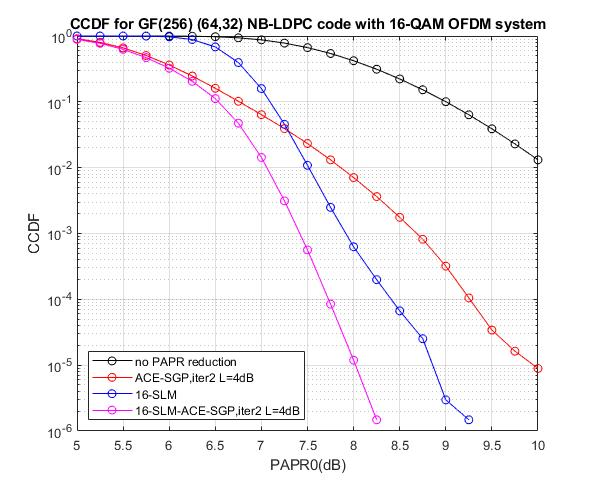 CCDF for GF(256) (64,32) NB-LDPC code with 16-QAM OFDM system
10^0
10^-1
10^-2
10^-3
10^-4
10^-5
10^-6
CCDF
no PAPR reduction
ACE-SGP,iter2 L=4dB
16-SLM
16-SLM-ACE-SGP,iter2 L=4dB
5 5.5 6 6.5 7 7.5 8 8.5 9 9.5 10
PAPR0(dB)